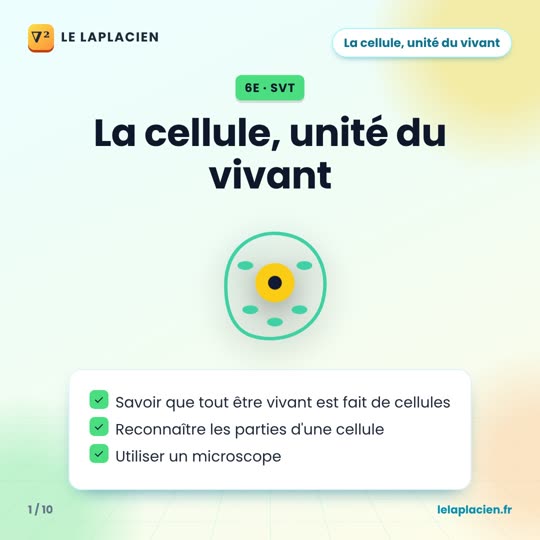 ∇² LE LAPLACIEN
La cellule, unité du vivant
6E · SVT
La cellule, unité du
vivant
Savoir que tout être vivant est fait de cellules
Reconnaître les parties d'une cellule
Utiliser un microscope
1 / 10
lelaplacien.fr